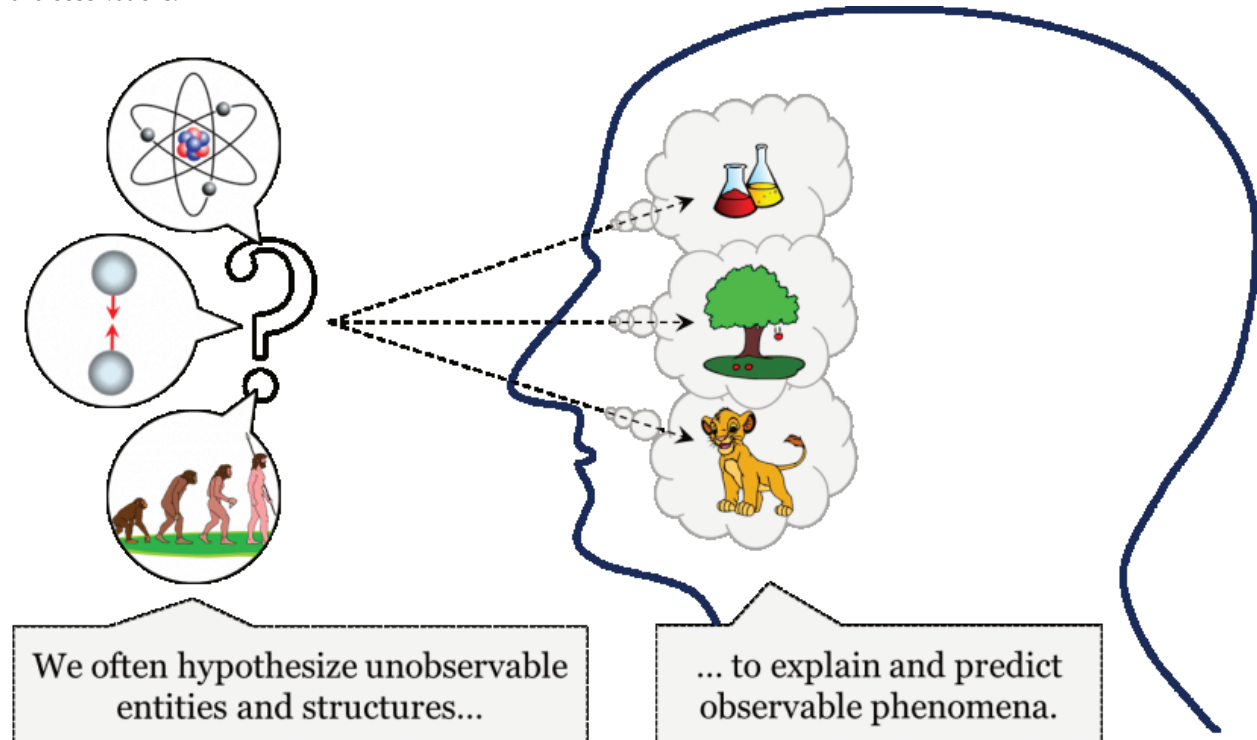 We often hypothesize unobservable
entities and structures…
… to explain and predict
observable phenomena.